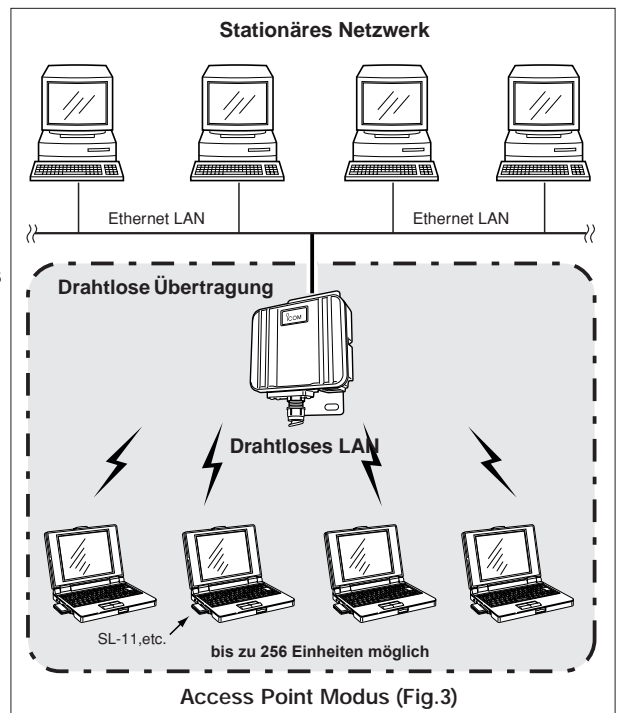 Stationäres Netzwerk
Ethernet LAN
Ethernet LAN
Drahtlose Übertragung
ICOM
Drahtloses LAN
SL-11,etc.
bis zu 256 Einheiten möglich
Access Point Modus (Fig.3)